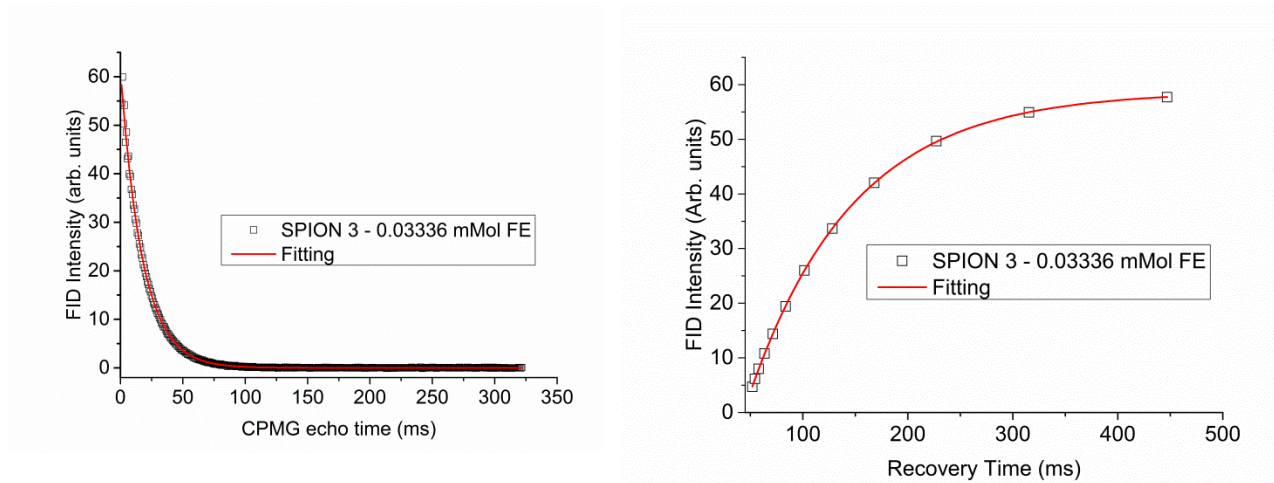 60
50
40
30
20
10
0
FID Intensity (arb. units)
SPION 3 - 0.03336 mMol FE
Fitting
0 50 100 150 200 250 300 350
CPMG echo time (ms)
60
50
40
30
20
10
0
FID Intensity (Arb. units)
SPION 3 - 0.03336 mMol FE
Fitting
100 200 300 400 500
Recovery Time (ms)